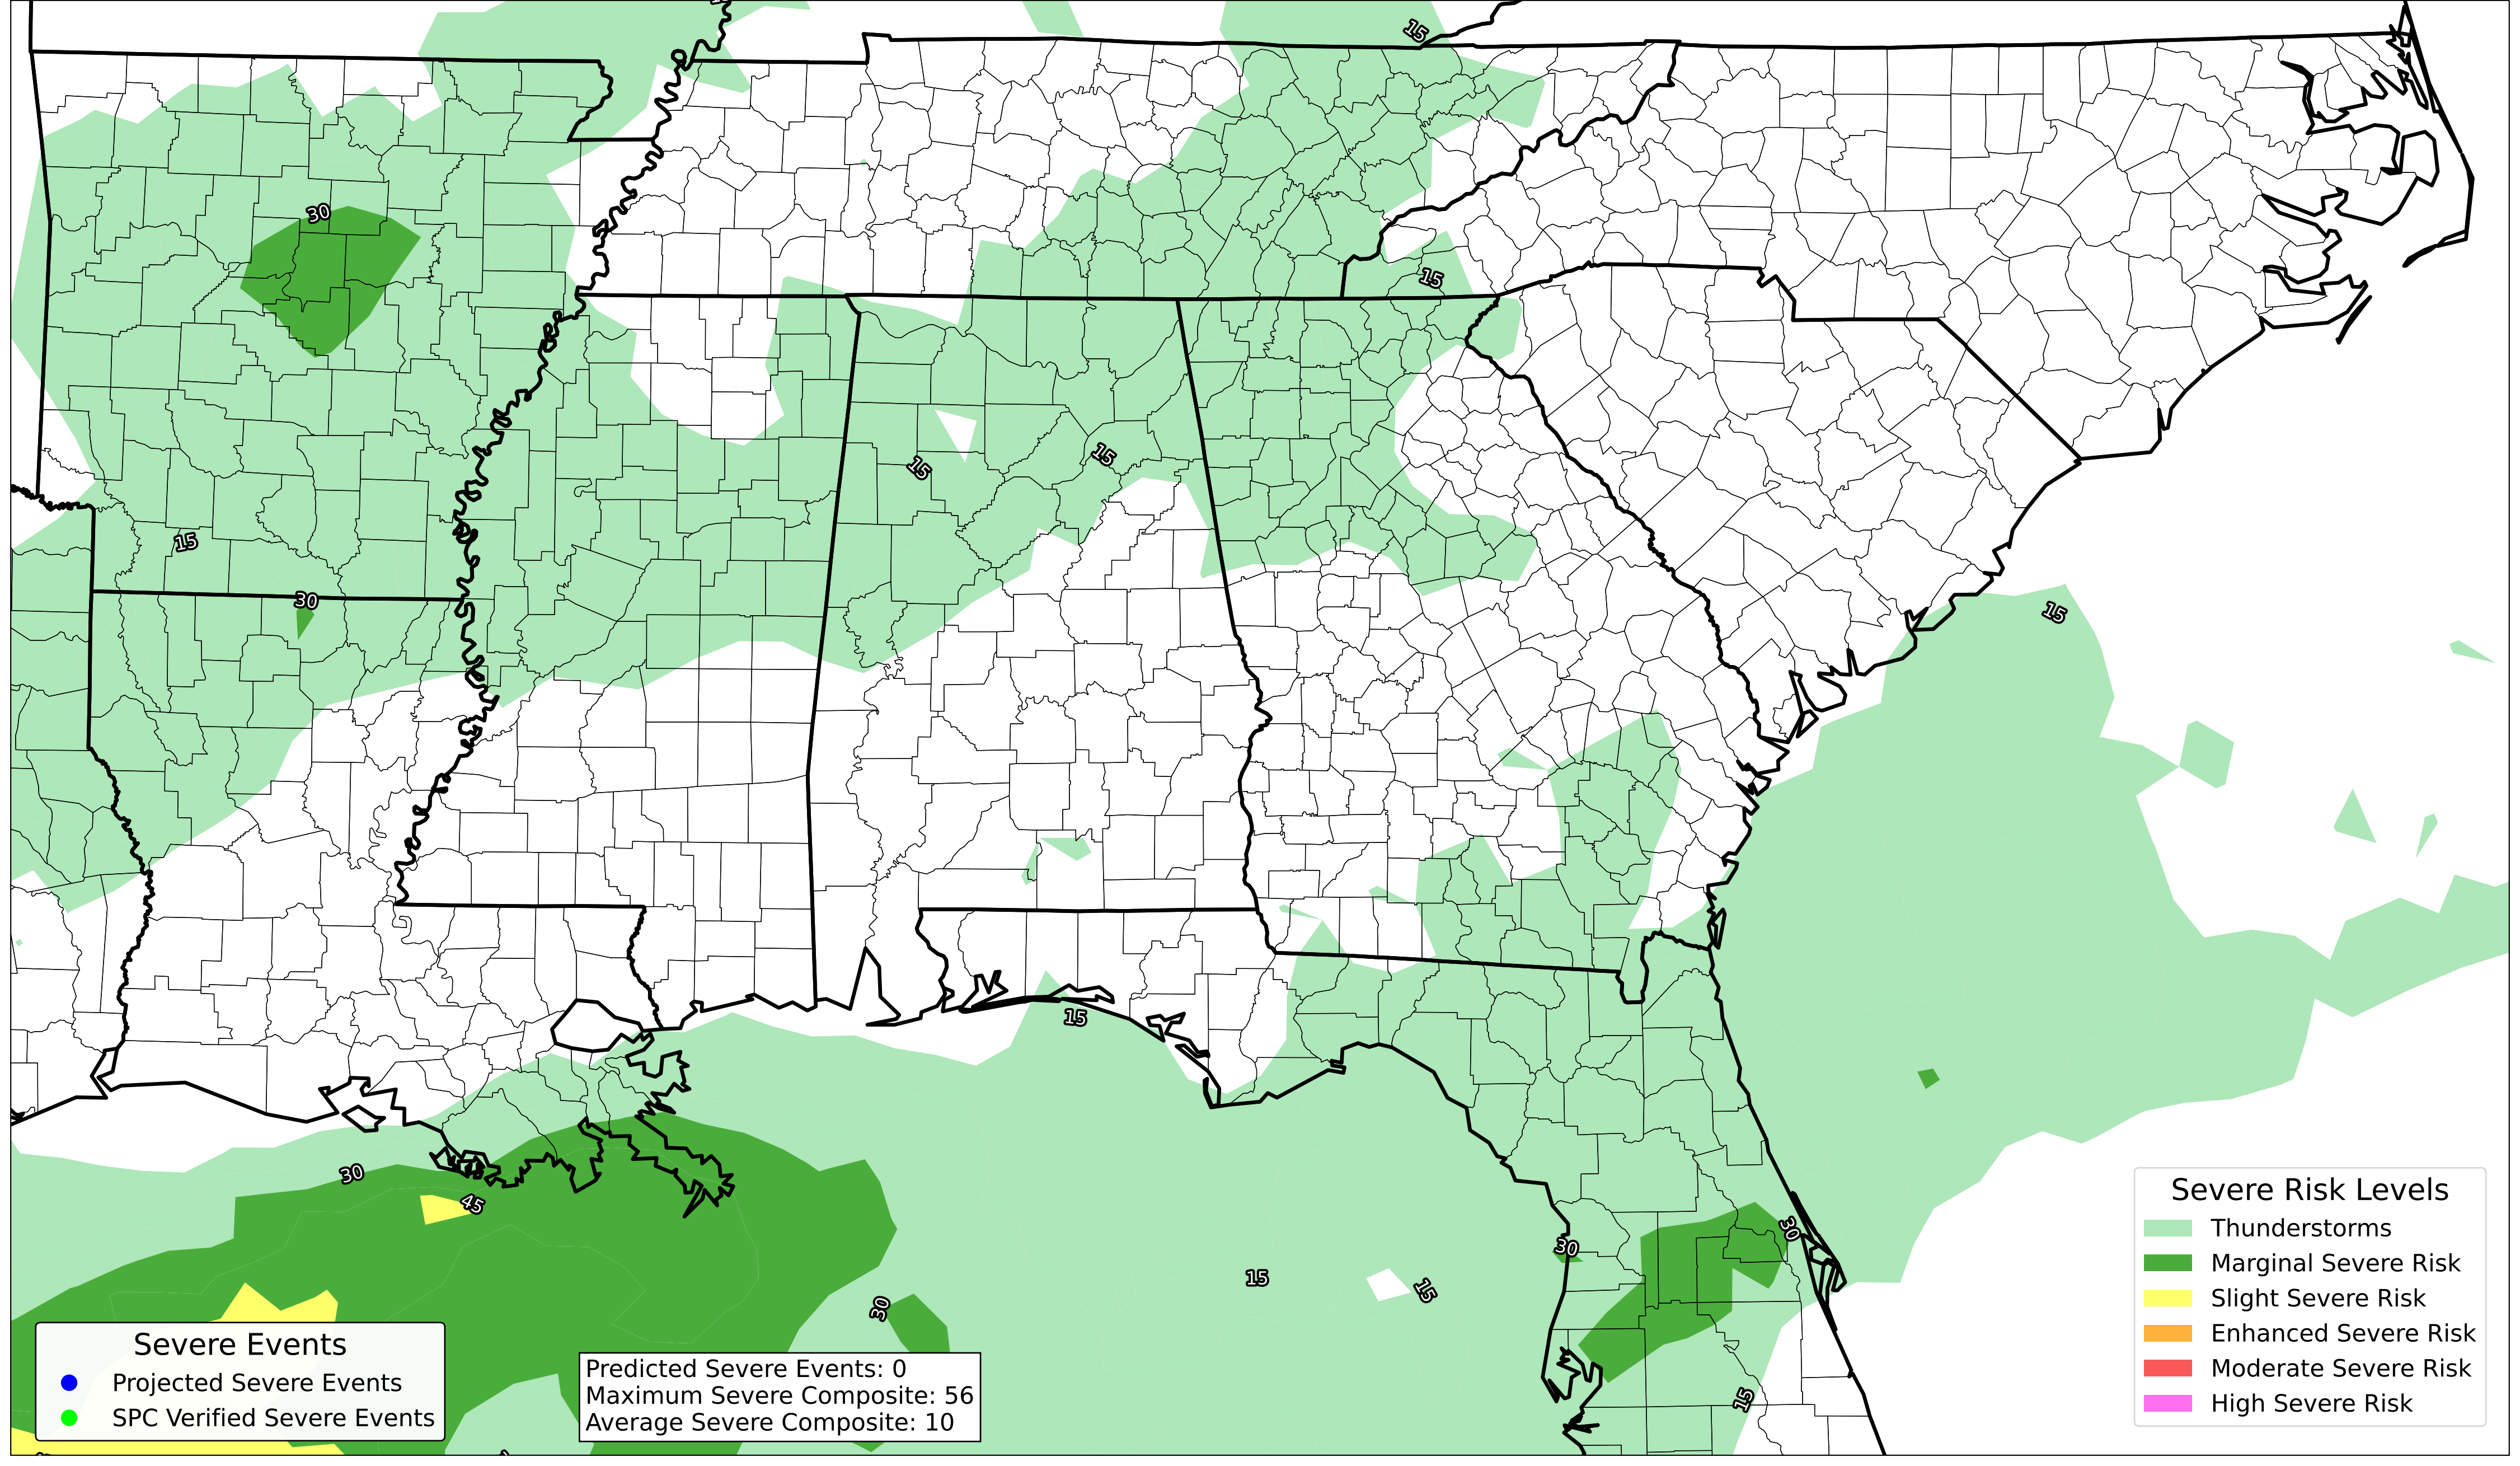 15
30
15
15
15
15
30
15
15
30
45
30
30
15
15
30
15
Severe Risk Levels
Thunderstorms
Marginal Severe Risk
Slight Severe Risk
Enhanced Severe Risk
Moderate Severe Risk
High Severe Risk
Severe Events
Projected Severe Events
SPC Verified Severe Events
Predicted Severe Events: 0
Maximum Severe Composite: 56
Average Severe Composite: 10